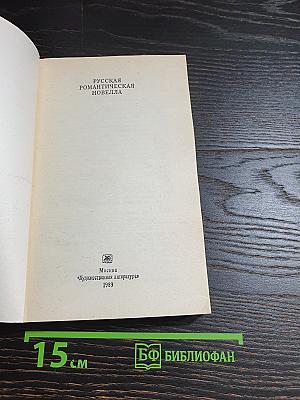 РУССКАЯ
РОМАНТИЧЕСКАЯ
НОВЕЛЛА
Москва
«Художественная литература»
1989
15 см
БФ БИБЛИОФАН